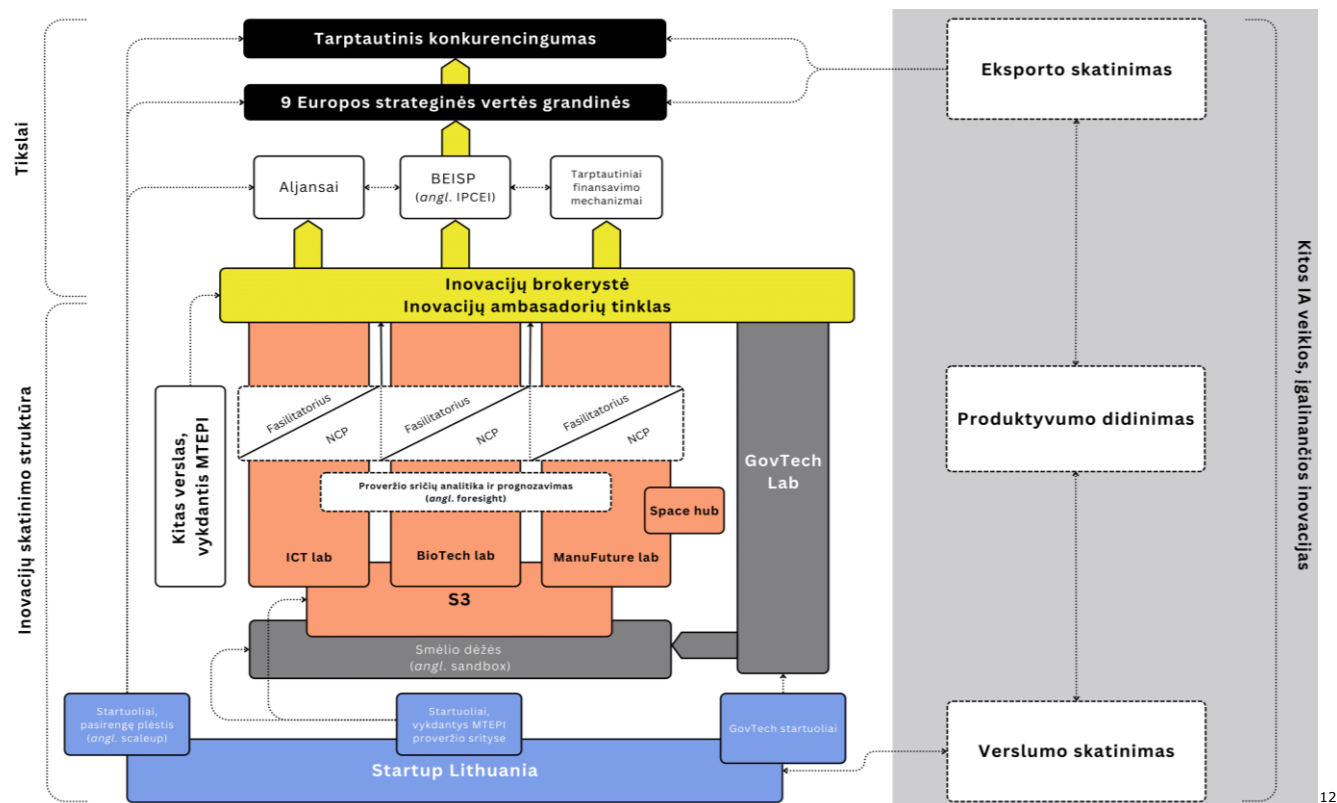 Tikslai
Inovacijų skatinimo struktūra
Tarptautinis konkurencingumas
9 Europos strateginės vertės grandinės
Aljansai
BEISP
(angl. IPCEI)
Tarptautiniai
finansavimo
mechanizmai
Inovacijų brokerystė
Inovacijų ambasadorių tinklas
Kitas verslas,
vykdantis MTEPI
Fasilitatorius
NCP
Fasilitatorius
NCP
Fasilitatorius
NCP
Proveržio sričių analitika ir prognozavimas
(angl. foresight)
Space hub
GovTech
Lab
ICT lab
BioTech lab
ManuFuture lab
S3
Smėlio dėžės
(angl. sandbox)
Startuoliai,
pasirengę plėstis
(angl. scaleup)
Startuoliai,
vykdantys MTEPI
proveržio srityse
GovTech startuoliai
Startup Lithuania
Eksporto skatinimas
Produktyvumo didinimas
Verslumo skatinimas
Kitos IA veiklos, įgalinančios inovacijas
12